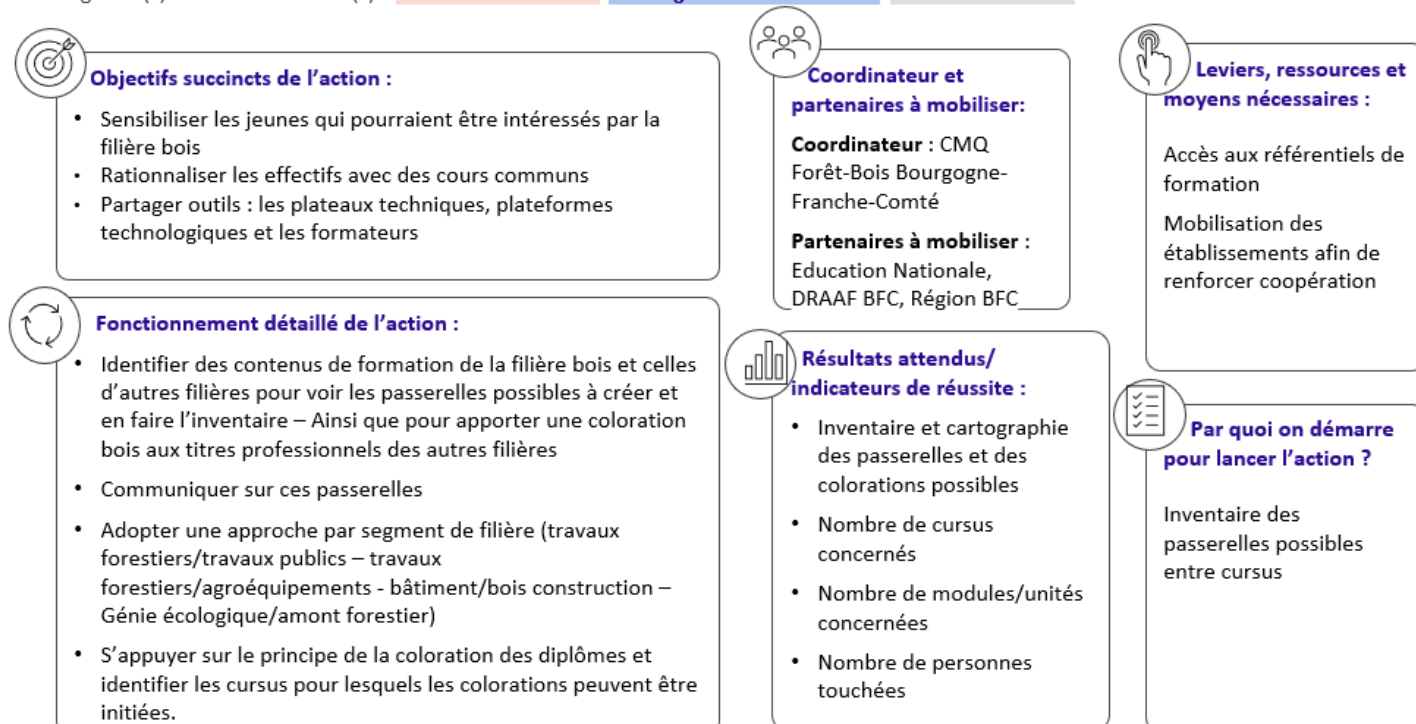 Objectifs succincts de l’action :
• Sensibiliser les jeunes qui pourraient être intéressés par la
filière bois
• Rationnaliser les effectifs avec des cours communs
• Partager outils : les plateaux techniques, plateformes
technologiques et les formateurs
Fonctionnement détaillé de l’action :
• Identifier des contenus de formation de la filière bois et celles
d’autres filières pour voir les passerelles possibles à créer et
en faire l’inventaire – Ainsi que pour apporter une coloration
bois aux titres professionnels des autres filières
• Communiquer sur ces passerelles
• Adopter une approche par segment de filière (travaux
forestiers/travaux publics – travaux
forestiers/agroéquipements - bâtiment/bois construction –
Génie écologique/amont forestier)
• S’appuyer sur le principe de la coloration des diplômes et
identifier les cursus pour lesquels les colorations peuvent être
initiées.
Coordinateur et
partenaires à mobiliser:
Coordinateur : CMQ
Forêt-Bois Bourgogne-
Franche-Comté
Partenaires à mobiliser :
Education Nationale,
DRAAF BFC, Région BFC
Résultats attendus/
indicateurs de réussite :
• Inventaire et cartographie
des passerelles et des
colorations possibles
• Nombre de cursus
concernés
• Nombre de modules/unités
concernées
• Nombre de personnes
touchées
Leviers, ressources et
moyens nécessaires :
Accès aux référentiels de
formation
Mobilisation des
établissements afin de
renforcer coopération
Par quoi on démarre
pour lancer l’action ?
Inventaire des
passerelles possibles
entre cursus